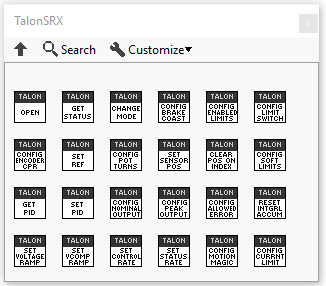 TalonSRX
x
Search Customize
TALON TALON TALON TALON TALON TALON
OPEN
GET
STATUS
CHANGE
MODE
CONFIG
BRAKE
COAST
CONFIG
ENABLED
LIMITS
CONFIG
LIMIT
SWITCH
TALON TALON TALON TALON TALON TALON
CONFIG
ENCODER
CPR
SET
REF
CONFIG
POT
TURNS
SET
SENSOR
POS
CLEAR
POS ON
INDEX
CONFIG
SOFT
LIMITS
TALON TALON TALON TALON TALON TALON
GET
PID
SET
PID
CONFIG
NOMINAL
OUTPUT
CONFIG
PEAK
OUTPUT
CONFIG
ALLOWED
ERROR
RESET
INTGRL
ACCUM
TALON TALON TALON TALON TALON TALON
SET
VOLTAGE
RAMP
SET
VCOMP
RAMP
SET
CONTROL
RATE
SET
STATUS
RATE
CONFIG
MOTION
MAGIC
CONFIG
CURRNT
LIMIT